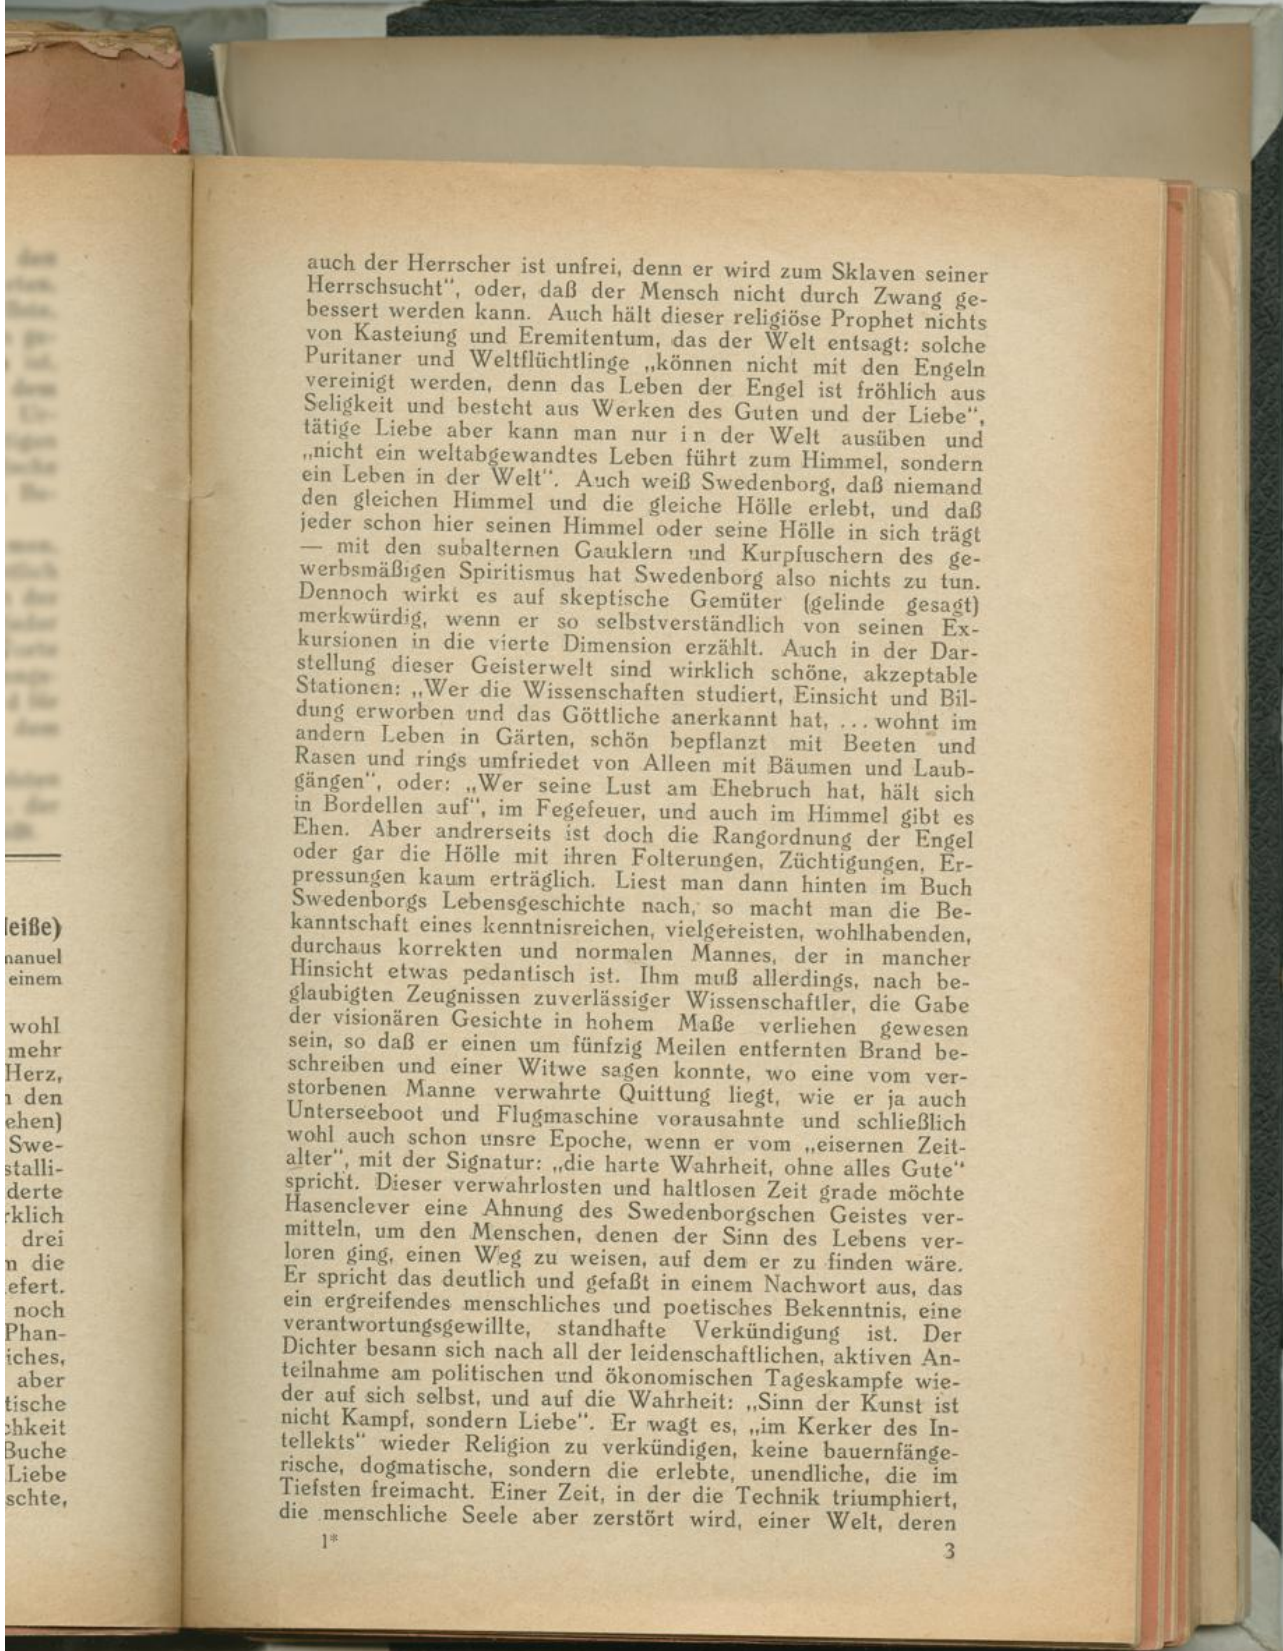 leiße)
manuel
einem
wohl
mehr
Herz,
den
ehen)
Swe-
stalli-
derte
rklich
drei
die
efert.
noch
Phan-
iches,
aber
tische
chkeit
Buche
Liebe
schte,
auch der Herrscher ist unfrei, denn er wird zum Sklaven seiner
Herrschsucht“, oder, daß der Mensch nicht durch Zwang ge-
bessert werden kann. Auch hält dieser religiöse Prophet nichts
von Kasteiung und Eremitentum, das der Welt entsagt: solche
Puritaner und Weltflüchtlinge „können nicht mit den Engeln
vereinigt werden, denn das Leben der Engel ist fröhlich aus
Seligkeit und besteht aus Werken des Guten und der Liebe“,
tätige Liebe aber kann man nur in der Welt ausüben und
„nicht ein weltabgewandtes Leben führt zum Himmel, sondern
ein Leben in der Welt“. Auch weiß Swedenborg, daß niemand
den gleichen Himmel und die gleiche Hölle erlebt, und daß
jeder schon hier seinen Himmel oder seine Hölle in sich trägt
— mit den subalternen Gauklern und Kurpfuschern des ge-
werbsmäßigen Spiritismus hat Swedenborg also nichts zu tun.
Dennoch wirkt es auf skeptische Gemüter (gelinde gesagt)
merkwürdig, wenn er so selbstverständlich von seinen Ex-
kursionen in die vierte Dimension erzählt. Auch in der Dar-
stellung dieser Geisterwelt sind wirklich schöne, akzeptable
Stationen: „Wer die Wissenschaften studiert, Einsicht und Bil-
dung erworben und das Göttliche anerkannt hat, ... wohnt im
andern Leben in Gärten, schön bepflanzt mit Beeten und
Rasen und rings umfriedet von Alleen mit Bäumen und Laub-
gängen“, oder: „Wer seine Lust am Ehebruch hat, hält sich
in Bordellen auf“, im Fegefeuer, und auch im Himmel gibt es
Ehen. Aber andrerseits ist doch die Rangordnung der Engel
oder gar die Hölle mit ihren Folterungen, Züchtigungen, Er-
pressungen kaum erträglich. Liest man dann hinten im Buch
Swedenborgs Lebensgeschichte nach, so macht man die Be-
kanntschaft eines kenntnisreichen, vielgereisten, wohlhabenden,
durchaus korrekten und normalen Mannes, der in mancher
Hinsicht etwas pedantisch ist. Ihm muß allerdings, nach be-
glaubigten Zeugnissen zuverlässiger Wissenschaftler, die Gabe
der visionären Gesichte in hohem Maße verliehen gewesen
sein, so daß er einen um fünfzig Meilen entfernten Brand be-
schreiben und einer Witwe sagen konnte, wo eine vom ver-
storbenen Manne verwahrte Quittung liegt, wie er ja auch
Unterseeboot und Flugmaschine vorausahnte und schließlich
wohl auch schon unsre Epoche, wenn er vom „eisernen Zeit-
alter“, mit der Signatur: „die harte Wahrheit, ohne alles Gute“
spricht. Dieser verwahrlosten und haltlosen Zeit grade möchte
Hasenclever eine Ahnung des Swedenborgschen Geistes ver-
mitteln, um den Menschen, denen der Sinn des Lebens ver-
loren ging, einen Weg zu weisen, auf dem er zu finden wäre.
Er spricht das deutlich und gefaßt in einem Nachwort aus, das
ein ergreifendes menschliches und poetisches Bekenntnis, eine
verantwortungsgewillte, standhafte Verkündigung ist. Der
Dichter besann sich nach all der leidenschaftlichen, aktiven An-
teilnahme am politischen und ökonomischen Tageskampfe wie-
der auf sich selbst, und auf die Wahrheit: „Sinn der Kunst ist
nicht Kampf, sondern Liebe“. Er wagt es, „im Kerker des In-
tellekts“ wieder Religion zu verkündigen, keine bauernfänge-
rische, dogmatische, sondern die erlebte, unendliche, die im
Tiefsten freimacht. Einer Zeit, in der die Technik triumphiert,
die menschliche Seele aber zerstört wird, einer Welt, deren
1*
3